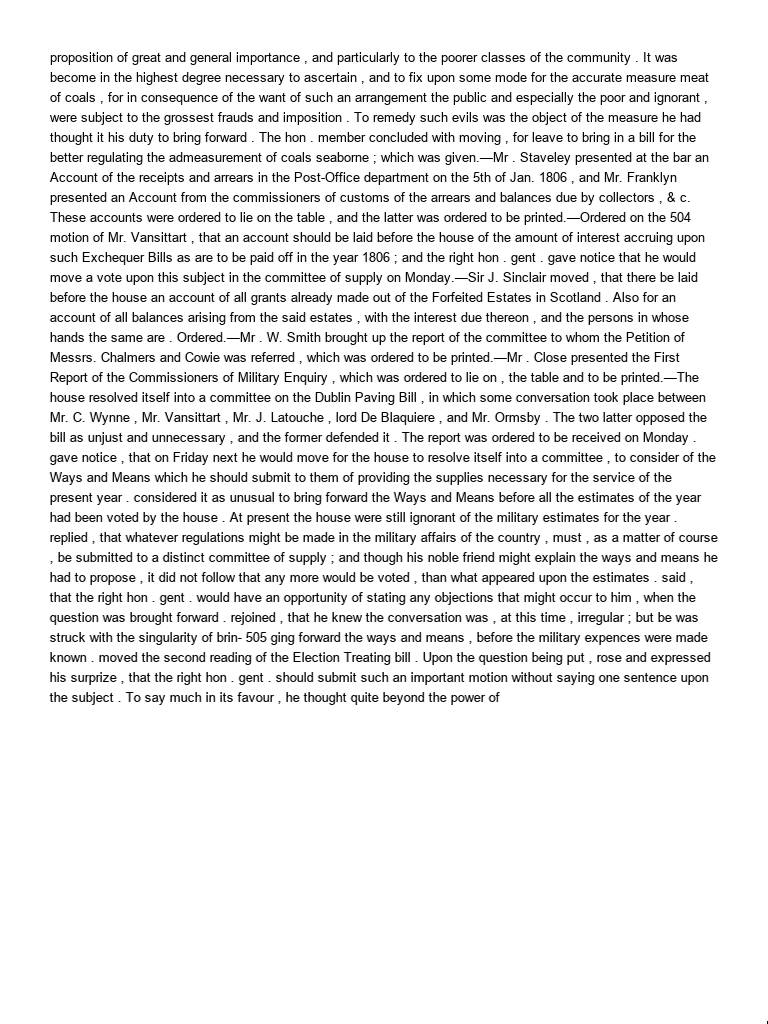 proposition of great and general importance , and particularly to the poorer classes of the community . It was
become in the highest degree necessary to ascertain , and to fix upon some mode for the accurate measure meat
of coals , for in consequence of the want of such an arrangement the public and especially the poor and ignorant ,
were subject to the grossest frauds and imposition . To remedy such evils was the object of the measure he had
thought it his duty to bring forward . The hon . member concluded with moving , for leave to bring in a bill for the
better regulating the admeasurement of coals seaborne ; which was given.—Mr . Staveley presented at the bar an
Account of the receipts and arrears in the Post-Office department on the 5th of Jan. 1806 , and Mr. Franklyn
presented an Account from the commissioners of customs of the arrears and balances due by collectors , & c.
These accounts were ordered to lie on the table , and the latter was ordered to be printed.—Ordered on the 504
motion of Mr. Vansittart , that an account should be laid before the house of the amount of interest accruing upon
such Exchequer Bills as are to be paid off in the year 1806 ; and the right hon . gent . gave notice that he would
move a vote upon this subject in the committee of supply on Monday.—Sir J. Sinclair moved , that there be laid
before the house an account of all grants already made out of the Forfeited Estates in Scotland . Also for an
account of all balances arising from the said estates , with the interest due thereon , and the persons in whose
hands the same are . Ordered.—Mr . W. Smith brought up the report of the committee to whom the Petition of
Messrs. Chalmers and Cowie was referred , which was ordered to be printed.—Mr . Close presented the First
Report of the Commissioners of Military Enquiry , which was ordered to lie on , the table and to be printed.—The
house resolved itself into a committee on the Dublin Paving Bill , in which some conversation took place between
Mr. C. Wynne , Mr. Vansittart , Mr. J. Latouche , lord De Blaquiere , and Mr. Ormsby . The two latter opposed the
bill as unjust and unnecessary , and the former defended it . The report was ordered to be received on Monday .
gave notice , that on Friday next he would move for the house to resolve itself into a committee , to consider of the
Ways and Means which he should submit to them of providing the supplies necessary for the service of the
present year . considered it as unusual to bring forward the Ways and Means before all the estimates of the year
had been voted by the house . At present the house were still ignorant of the military estimates for the year .
replied , that whatever regulations might be made in the military affairs of the country , must , as a matter of course
, be submitted to a distinct committee of supply ; and though his noble friend might explain the ways and means he
had to propose , it did not follow that any more would be voted , than what appeared upon the estimates . said ,
that the right hon . gent . would have an opportunity of stating any objections that might occur to him , when the
question was brought forward . rejoined , that he knew the conversation was , at this time , irregular ; but be was
struck with the singularity of brin- 505 ging forward the ways and means , before the military expences were made
known . moved the second reading of the Election Treating bill . Upon the question being put , rose and expressed
his surprize , that the right hon . gent . should submit such an important motion without saying one sentence upon
the subject . To say much in its favour , he thought quite beyond the power of